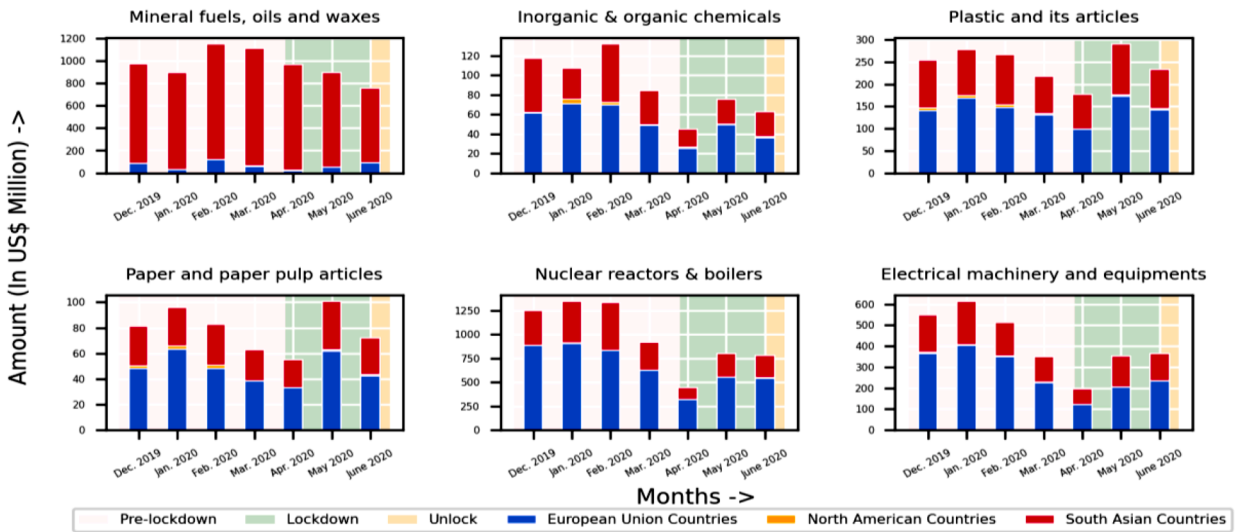 Mineral fuels, oils and waxes
Inorganic & organic chemicals
Plastic and its articles
1200
1000
800
600
400
200
0
Dec. 2019
Jan. 2020
Feb. 2020
Mar. 2020
Apr. 2020
May 2020
June 2020
120
100
80
60
40
20
0
Dec. 2019
Jan. 2020
Feb. 2020
Mar. 2020
Apr. 2020
May 2020
June 2020
300
250
200
150
100
50
0
Dec. 2019
Jan. 2020
Feb. 2020
Mar. 2020
Apr. 2020
May 2020
June 2020
Amount (In US$ Million) ->
Paper and paper pulp articles
Nuclear reactors & boilers
Electrical machinery and equipments
100
80
60
40
20
0
Dec. 2019
Jan. 2020
Feb. 2020
Mar. 2020
Apr. 2020
May 2020
June 2020
1250
1000
750
500
250
0
Dec. 2019
Jan. 2020
Feb. 2020
Mar. 2020
Apr. 2020
May 2020
June 2020
600
500
400
300
200
100
0
Dec. 2019
Jan. 2020
Feb. 2020
Mar. 2020
Apr. 2020
May 2020
June 2020
Months ->
Pre-lockdown Lockdown Unlock European Union Countries North American Countries South Asian Countries